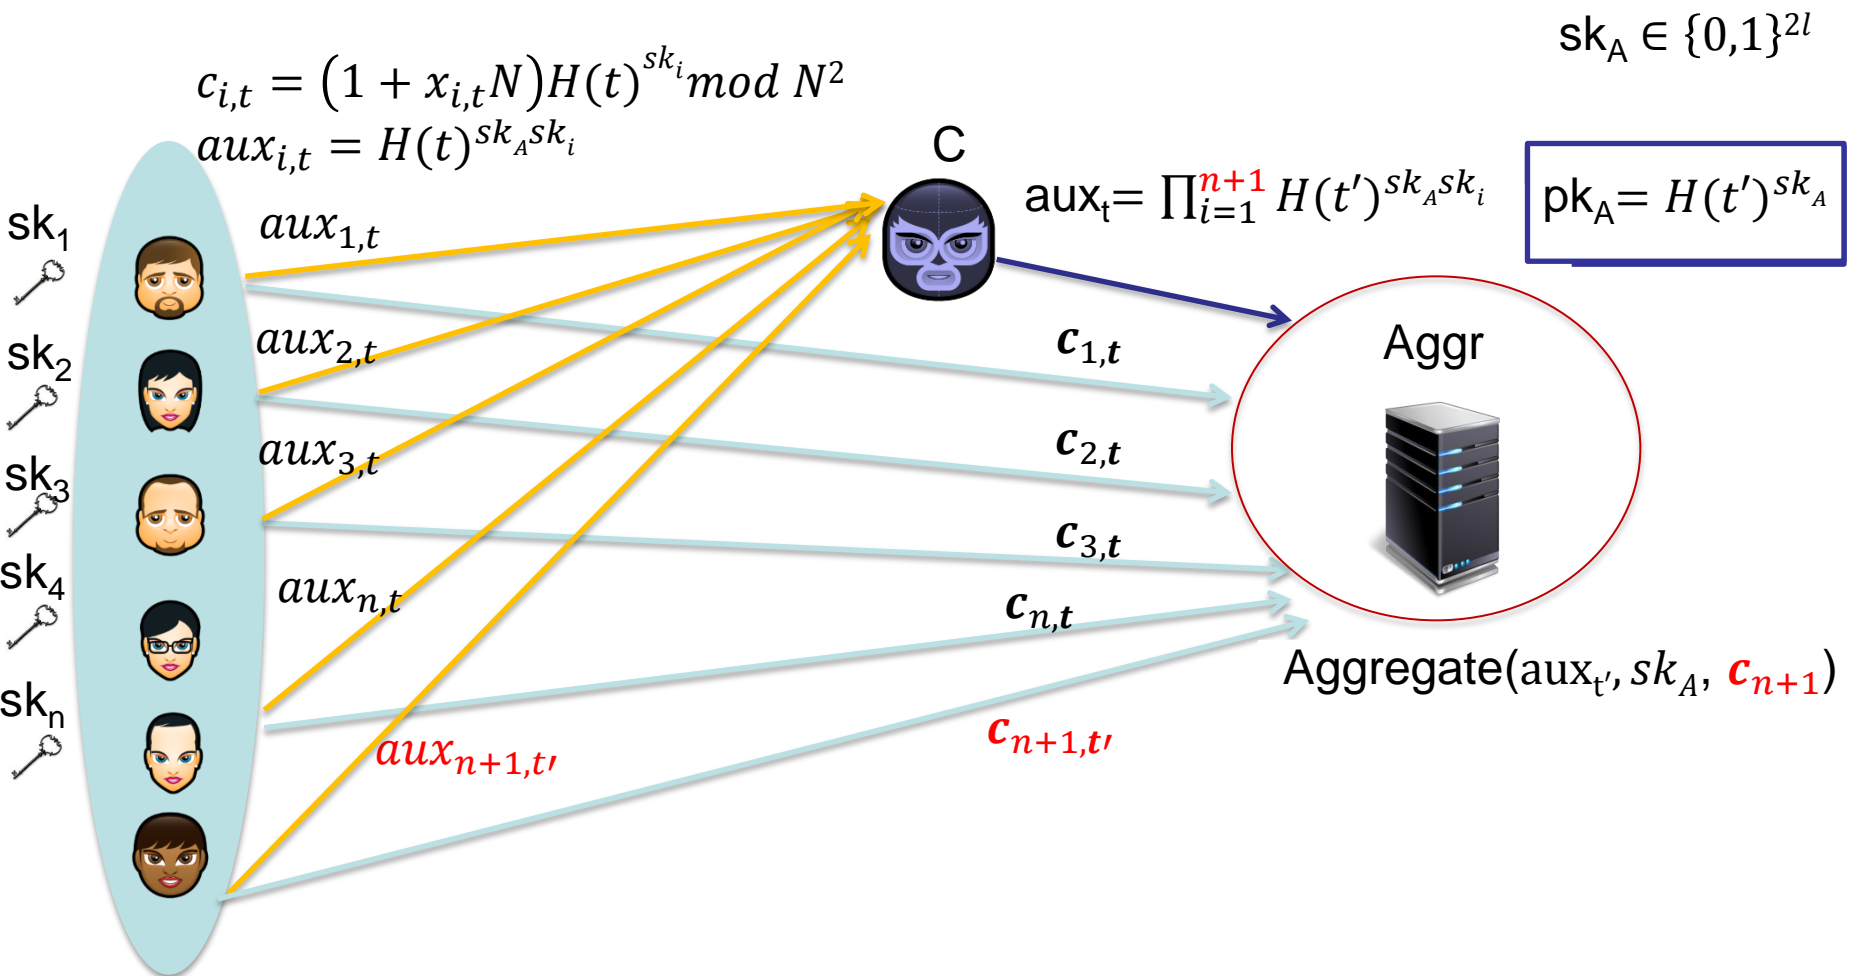 sk_A ∈ {0,1}^{2l}
c_{i,t} = (1 + x_{i,t}N)H(t)^{sk_i} mod N^2
aux_{i,t} = H(t)^{sk_A sk_i}
C
aux_t= ∏_{i=1}^{n+1} H(t′)^{sk_A sk_i}
pk_A= H(t′)^{sk_A}
sk_1
aux_{1,t}
sk_2
aux_{2,t}
c_{1,t}
Aggr
sk_3
aux_{3,t}
c_{2,t}
sk_4
aux_{n,t}
c_{3,t}
c_{n,t}
Aggregate(aux_{t′}, sk_A, c_{n+1})
sk_n
aux_{n+1,t′}
c_{n+1,t′}